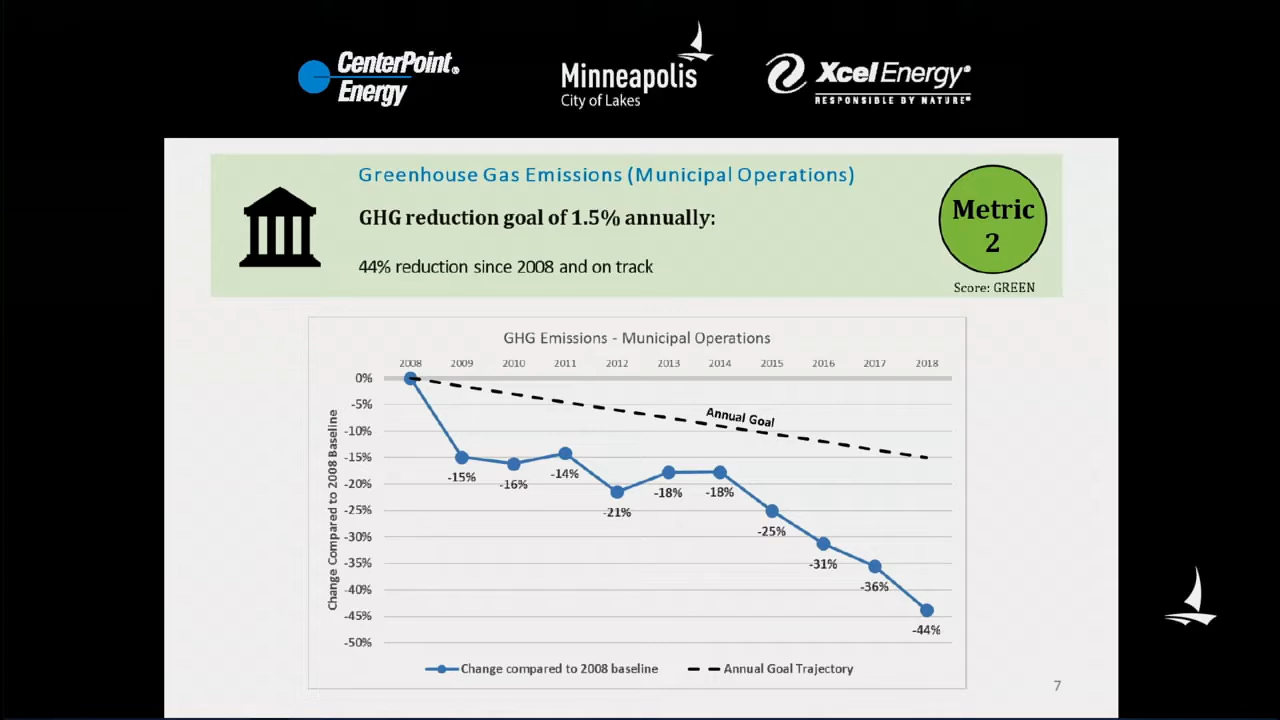 CenterPoint®
Energy
Minneapolis
City of Lakes
Xcel Energy®
RESPONSIBLE BY NATURE®
Greenhouse Gas Emissions (Municipal Operations)
GHG reduction goal of 1.5% annually:
44% reduction since 2008 and on track
Metric
2
Score: GREEN
GHG Emissions - Municipal Operations
2008 2009 2010 2011 2012 2013 2014 2015 2016 2017 2018
Change Compared to 2008 Baseline
0%
-5%
-10%
-15%
-20%
-25%
-30%
-35%
-40%
-45%
-50%
Annual Goal
-15%
-16%
-14%
-21%
-18%
-18%
-25%
-31%
-36%
-44%
Change compared to 2008 baseline
Annual Goal Trajectory
7